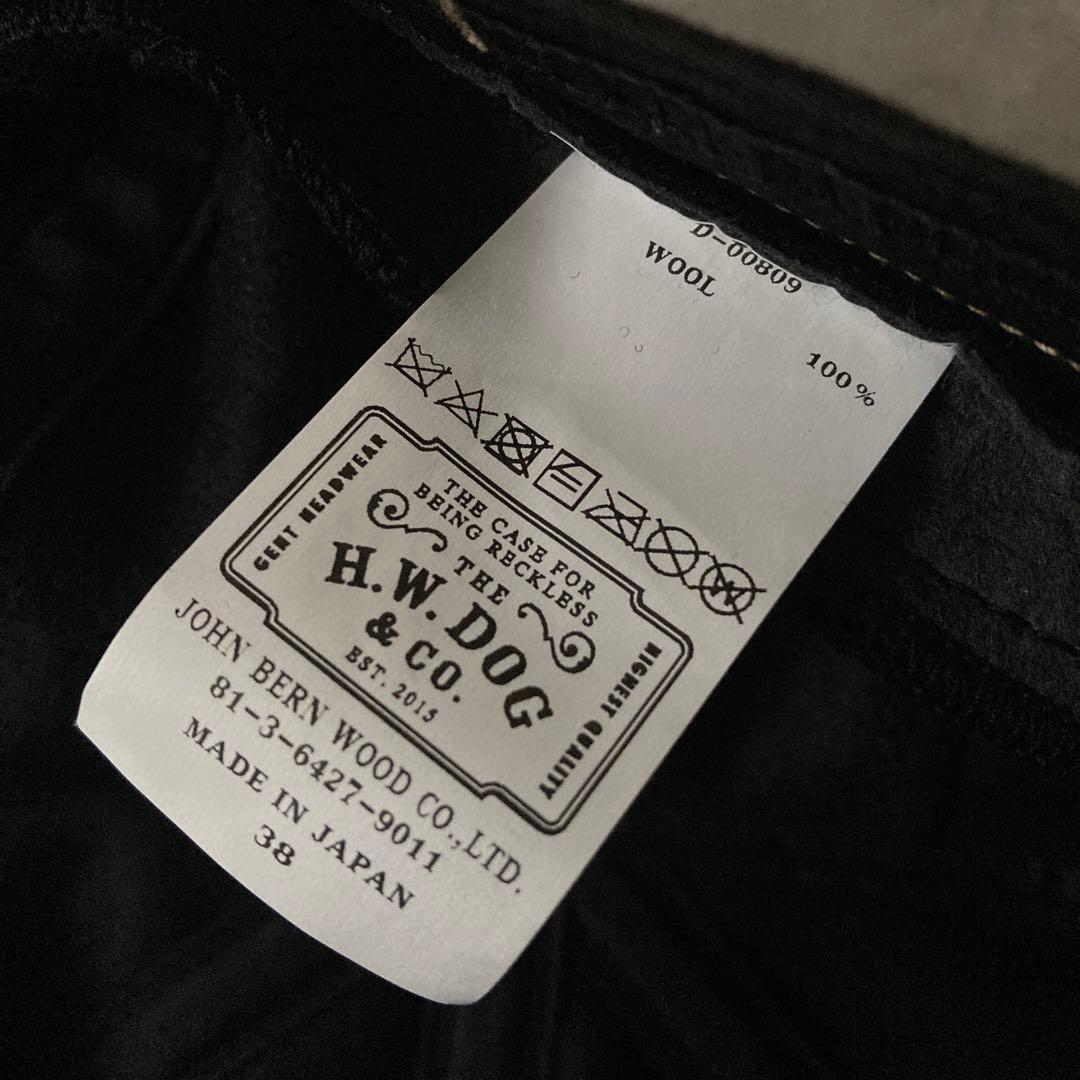 D-00809
WOOL
100%
GENT HEADWEAR
THE CASE FOR
BEING RECKLESS
THE
H.W.DOG
& CO.
EST. 2015
HIGHEST QUALITY
JOHN BERN WOOD CO.,LTD.
81-3-6427-9011
MADE IN JAPAN
38